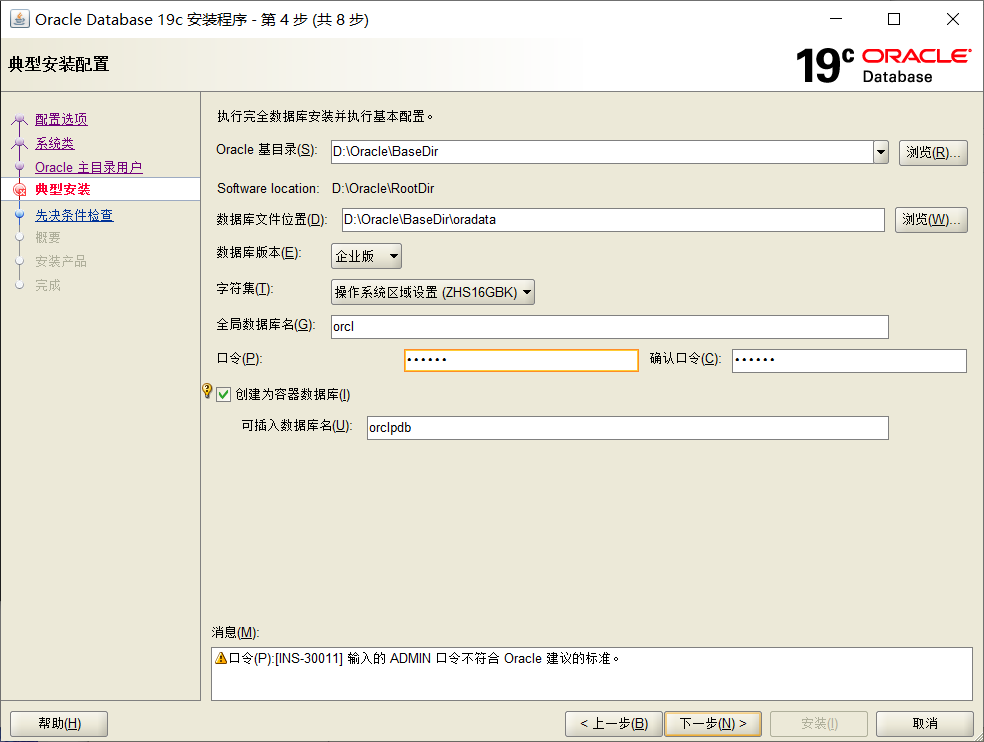 Oracle Database 19c 安装程序 - 第 4 步 (共 8 步)
典型安装配置
19c ORACLE Database
配置选项
系统类
Oracle 主目录用户
典型安装
先决条件检查
概要
安装产品
完成
执行完全数据库安装并执行基本配置。
Oracle 基目录(S): D:\Oracle\BaseDir 浏览(R)...
Software location: D:\Oracle\RootDir
数据库文件位置(D): D:\Oracle\BaseDir\oradata 浏览(W)...
数据库版本(E): 企业版
字符集(T): 操作系统区域设置 (ZHS16GBK)
全局数据库名(G): orcl
口令(P): •••••• 确认口令(C): ••••••
创建为容器数据库(I)
可插入数据库名(U): orclpdb
消息(M):
口令(P):[INS-30011] 输入的 ADMIN 口令不符合 Oracle 建议的标准。
帮助(H) < 上一步(B) 下一步(N) > 安装(I) 取消